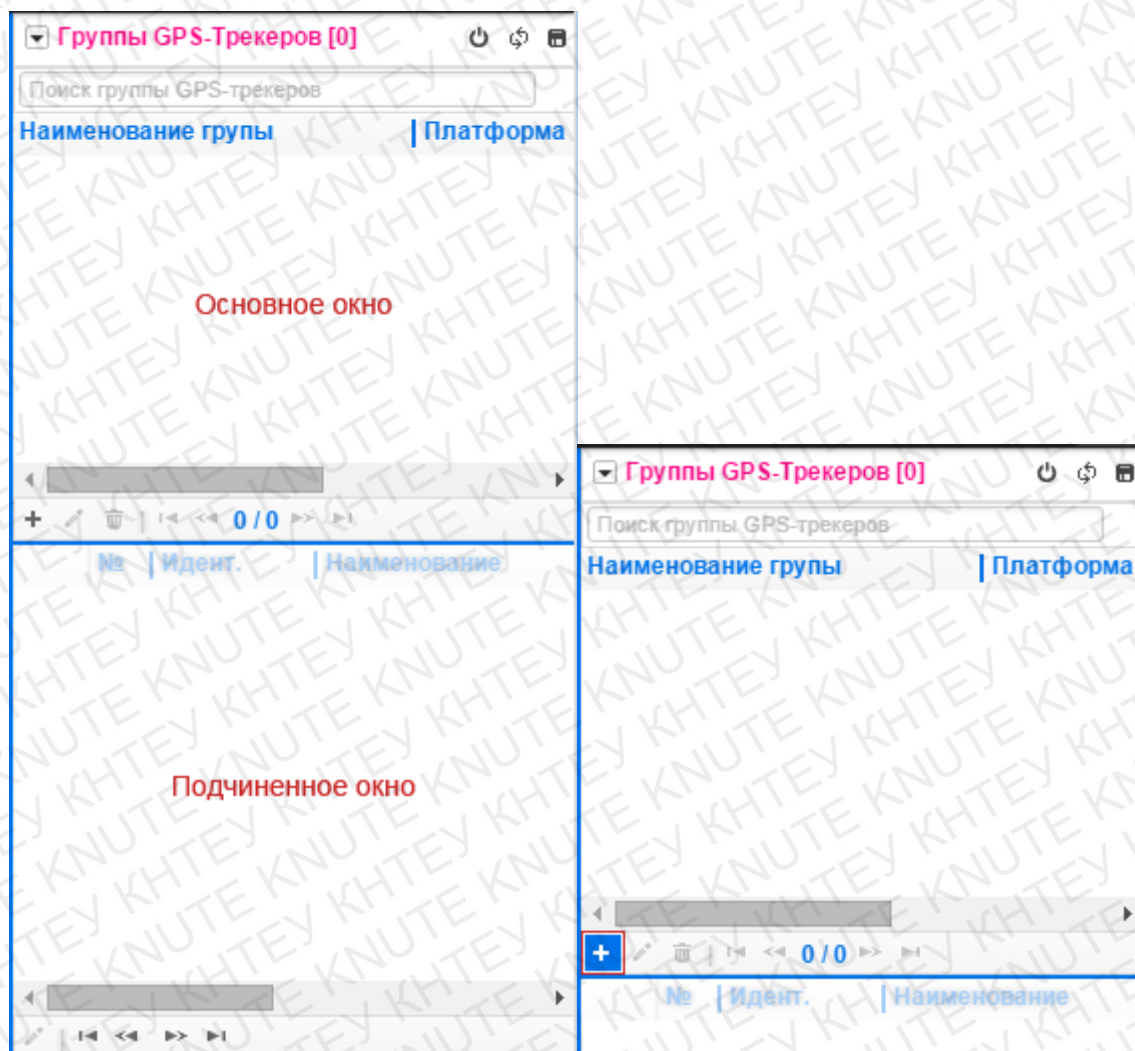 Группы GPS-Трекеров [0]
Поиск группы GPS-трекеров
Наименование групы
Платформа
Основное окно
0 / 0
№
Идент.
Наименование
Подчиненное окно
Группы GPS-Трекеров [0]
Поиск группы GPS-трекеров
Наименование групы
Платформа
0 / 0
№
Идент.
Наименование